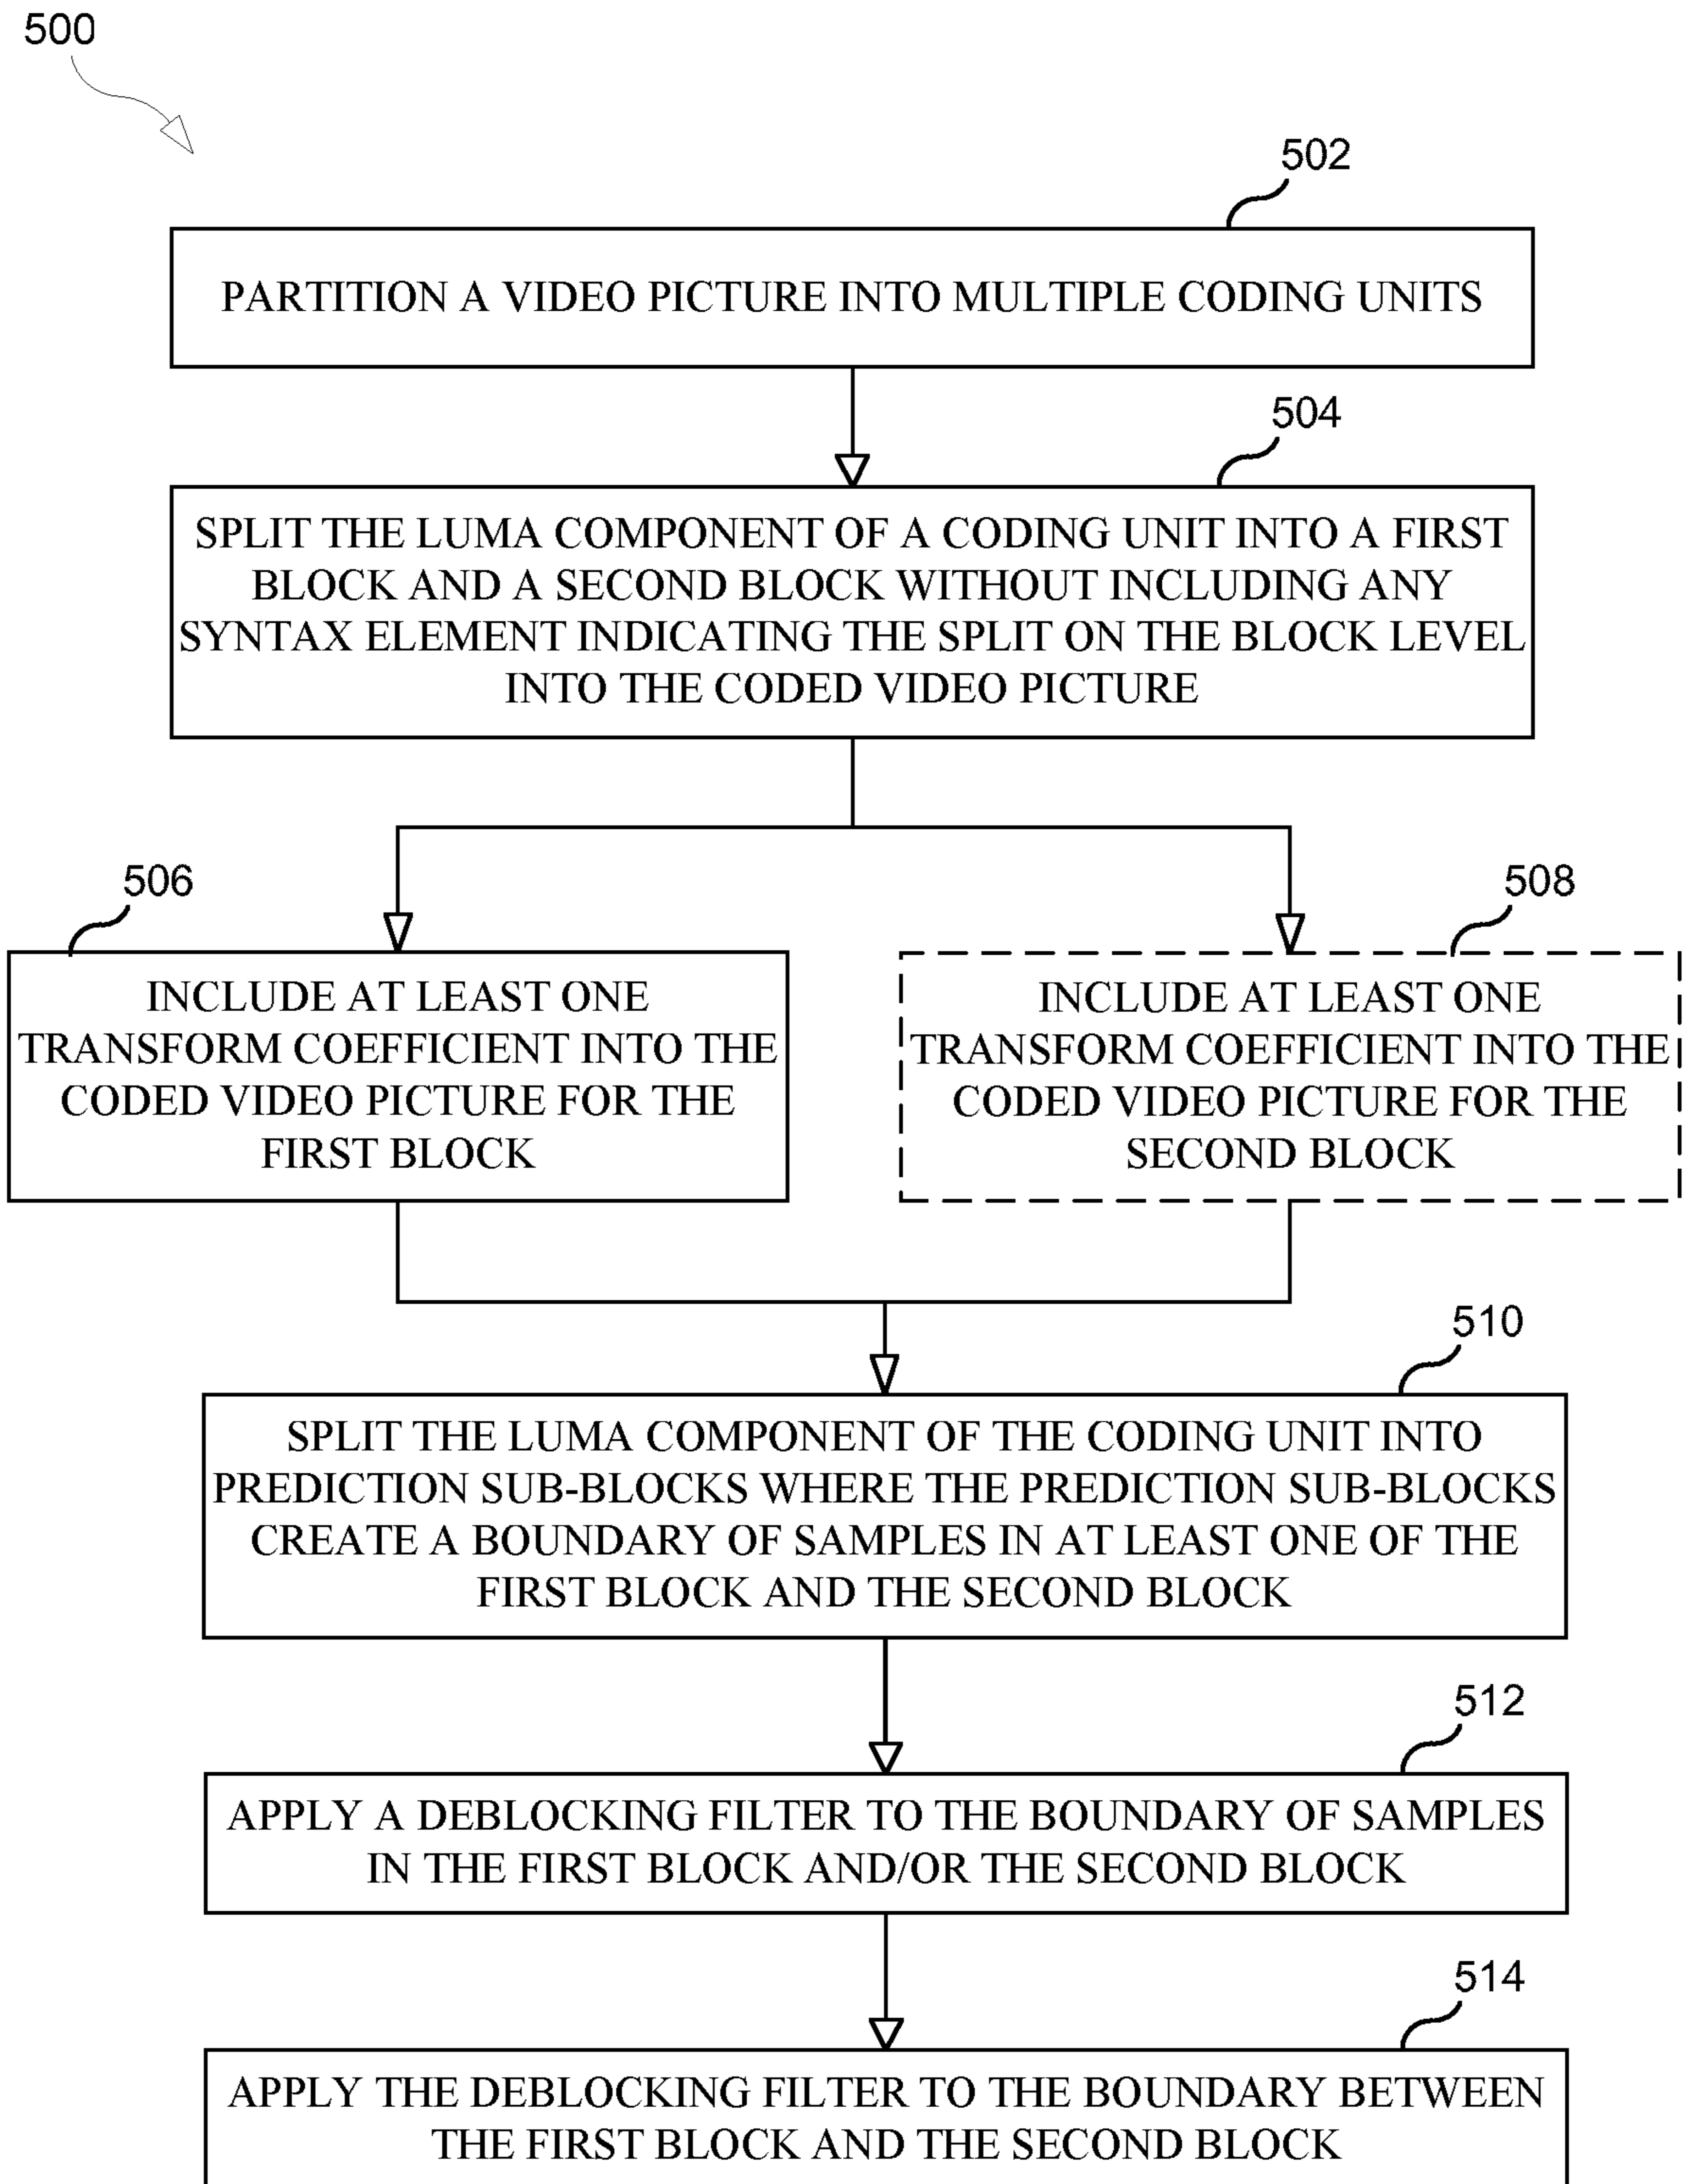 500
502
PARTITION A VIDEO PICTURE INTO MULTIPLE CODING UNITS
504
SPLIT THE LUMA COMPONENT OF A CODING UNIT INTO A FIRST
BLOCK AND A SECOND BLOCK WITHOUT INCLUDING ANY
SYNTAX ELEMENT INDICATING THE SPLIT ON THE BLOCK LEVEL
INTO THE CODED VIDEO PICTURE
506
INCLUDE AT LEAST ONE
TRANSFORM COEFFICIENT INTO THE
CODED VIDEO PICTURE FOR THE
FIRST BLOCK
508
INCLUDE AT LEAST ONE
TRANSFORM COEFFICIENT INTO THE
CODED VIDEO PICTURE FOR THE
SECOND BLOCK
510
SPLIT THE LUMA COMPONENT OF THE CODING UNIT INTO
PREDICTION SUB-BLOCKS WHERE THE PREDICTION SUB-BLOCKS
CREATE A BOUNDARY OF SAMPLES IN AT LEAST ONE OF THE
FIRST BLOCK AND THE SECOND BLOCK
512
APPLY A DEBLOCKING FILTER TO THE BOUNDARY OF SAMPLES
IN THE FIRST BLOCK AND/OR THE SECOND BLOCK
514
APPLY THE DEBLOCKING FILTER TO THE BOUNDARY BETWEEN
THE FIRST BLOCK AND THE SECOND BLOCK